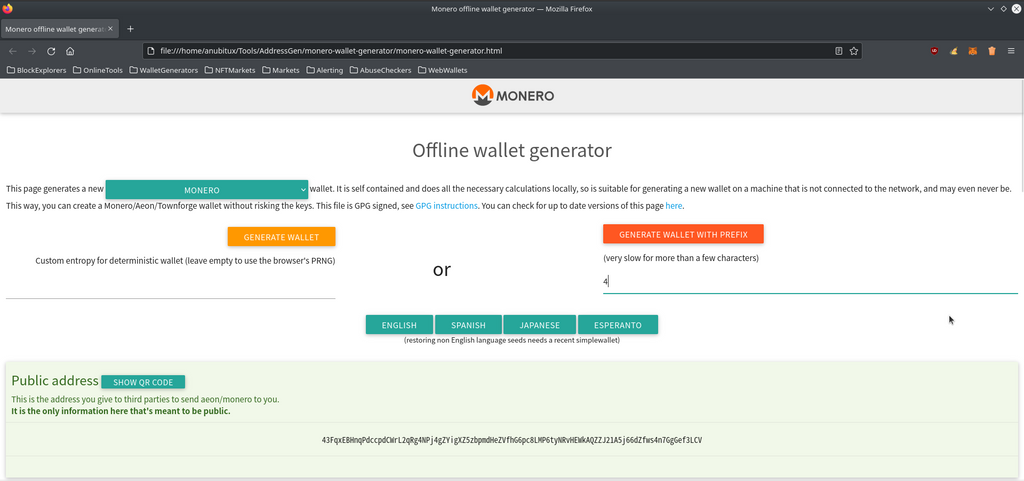 Monero offline wallet generator — Mozilla Firefox
Monero offline wallet genera
file:///home/anubitux/Tools/AddressGen/monero-wallet-generator/monero-wallet-generator.html
BlockExplorers OnlineTools WalletGenerators NFTMarkets Markets Alerting AbuseCheckers WebWallets
MONERO
Offline wallet generator
This page generates a new MONERO wallet. It is self contained and does all the necessary calculations locally, so is suitable for generating a new wallet on a machine that is not connected to the network, and may even never be.
This way, you can create a Monero/Aeon/Townforge wallet without risking the keys. This file is GPG signed, see GPG instructions. You can check for up to date versions of this page here.
GENERATE WALLET
Custom entropy for deterministic wallet (leave empty to use the browser's PRNG)
or
GENERATE WALLET WITH PREFIX
(very slow for more than a few characters)
4
ENGLISH SPANISH JAPANESE ESPERANTO
(restoring non English language seeds needs a recent simplewallet)
Public address SHOW QR CODE
This is the address you give to third parties to send aeon/monero to you.
It is the only information here that's meant to be public.
43FqxEBHnqPdccpdCWrL2qRg4NPj4gZYigXZ5zbpmdHeZVfhG6pc8LMP6tyNRvHEWkAQZZJ21A5j66dZfws4n7GgGef3LCV